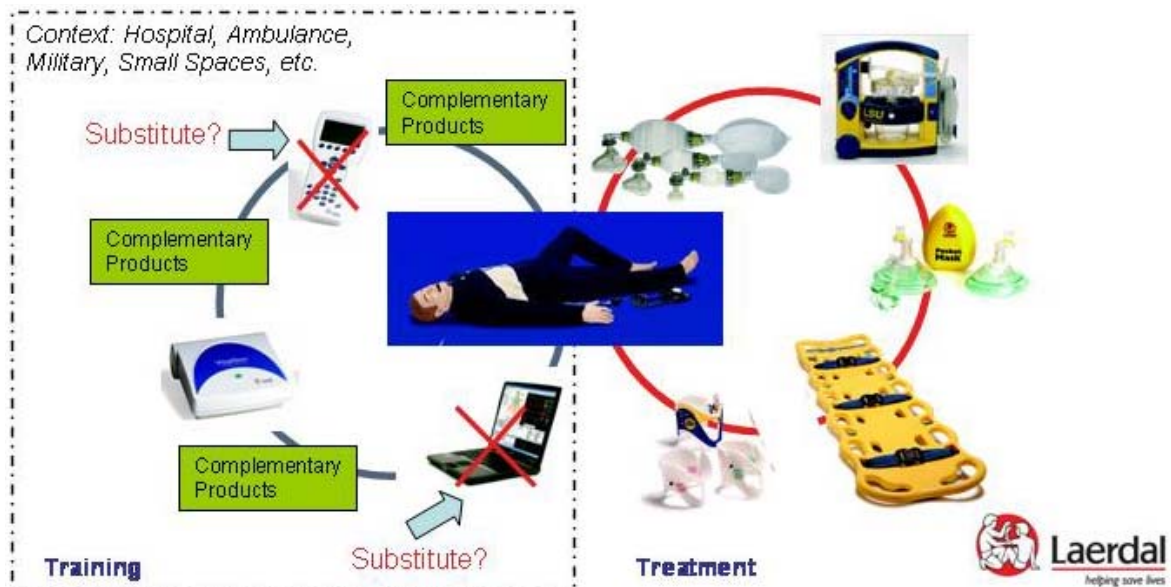 Context: Hospital, Ambulance,
Military, Small Spaces, etc.
Complementary
Products
Substitute?
LSU
Complementary
Products
Pocket
Mask
Complementary
Products
Substitute?
Training
Treatment
Laerdal
helping save lives